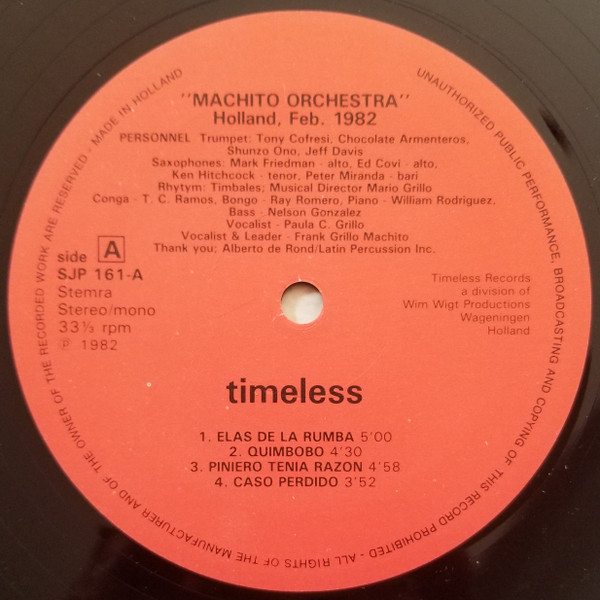 "MACHITO ORCHESTRA"
Holland, Feb. 1982
PERSONNEL Trumpet: Tony Cofresi, Chocolate Armenteros,
Shunzo Ono, Jeff Davis
Saxophones: Mark Friedman - alto, Ed Covi - alto,
Ken Hitchcock - tenor, Peter Miranda - bari
Rhytym: Timbales; Musical Director Mario Grillo
Conga - T. C. Ramos, Bongo - Ray Romero, Piano - William Rodriguez,
Bass - Nelson Gonzalez
Vocalist - Paula C. Grillo
Vocalist & Leader - Frank Grillo Machito
Thank you; Alberto de Rond/Latin Percussion Inc.
side A
SJP 161-A
Stemra
Stereo/mono
33⅓ rpm
℗ 1982
Timeless Records
a division of
Wim Wigt Productions
Wageningen
Holland
timeless
1. ELAS DE LA RUMBA 5'00
2. QUIMBOBO 4'30
3. PINIERO TENIA RAZON 4'58
4. CASO PERDIDO 3'52
UNAUTHORIZED PUBLIC PERFORMANCE, BROADCASTING AND COPYING OF THIS RECORD PROHIBITED - ALL RIGHTS OF THE MANUFACTURER AND OF THE OWNER OF THE RECORDED WORK ARE RESERVED - MADE IN HOLLAND